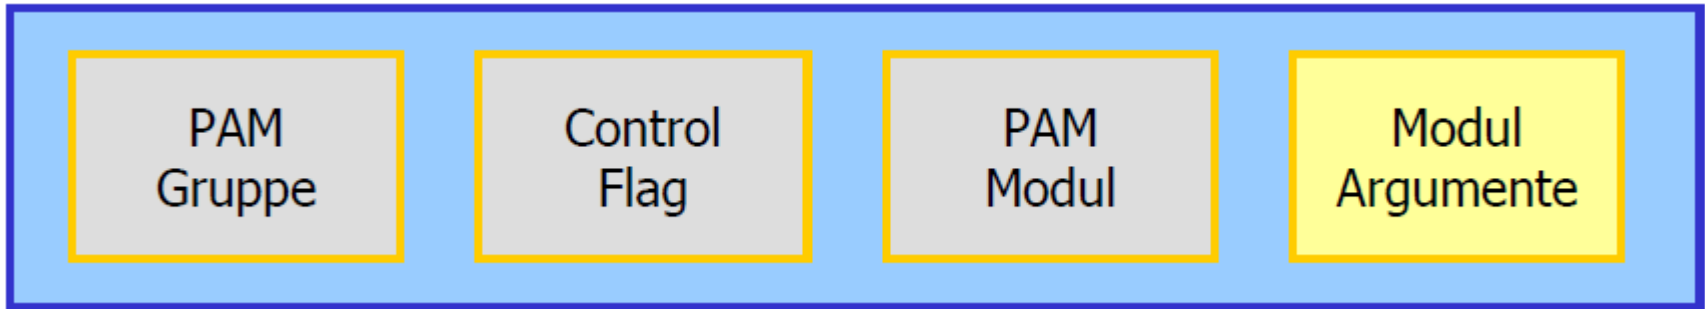 PAM
Gruppe
Control
Flag
PAM
Modul
Modul
Argumente